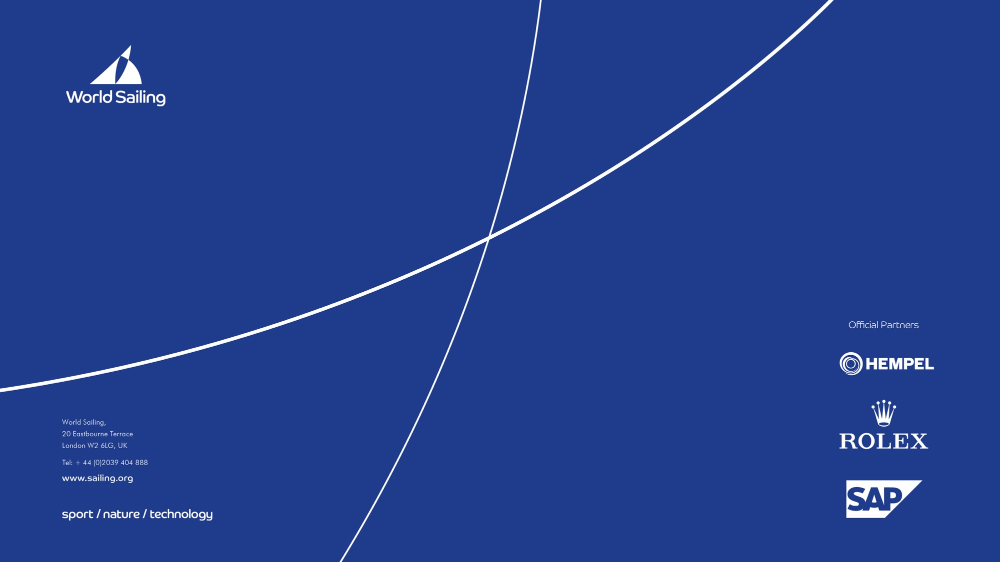 World Sailing
World Sailing,
20 Eastbourne Terrace
London W2 6LG, UK
Tel: + 44 (0)2039 404 888
www.sailing.org
sport / nature / technology
Official Partners
HEMPEL
ROLEX
SAP